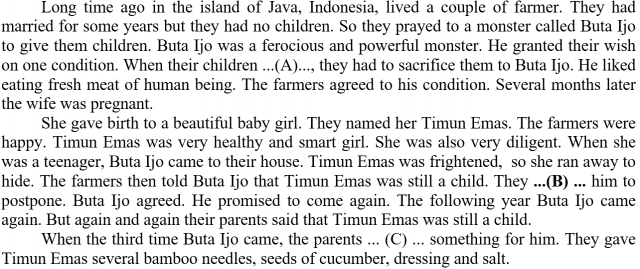 Long time ago in the island of Java, Indonesia, lived a couple of farmer. They had
married for some years but they had no children. So they prayed to a monster called Buta Ijo
to give them children. Buta Ijo was a ferocious and powerful monster. He granted their wish
on one condition. When their children ...(A)..., they had to sacrifice them to Buta Ijo. He liked
eating fresh meat of human being. The farmers agreed to his condition. Several months later
the wife was pregnant.
She gave birth to a beautiful baby girl. They named her Timun Emas. The farmers were
happy. Timun Emas was very healthy and smart girl. She was also very diligent. When she
was a teenager, Buta Ijo came to their house. Timun Emas was frightened, so she ran away to
hide. The farmers then told Buta Ijo that Timun Emas was still a child. They ...(B) ... him to
postpone. Buta Ijo agreed. He promised to come again. The following year Buta Ijo came
again. But again and again their parents said that Timun Emas was still a child.
When the third time Buta Ijo came, the parents ... (C) ... something for him. They gave
Timun Emas several bamboo needles, seeds of cucumber, dressing and salt.